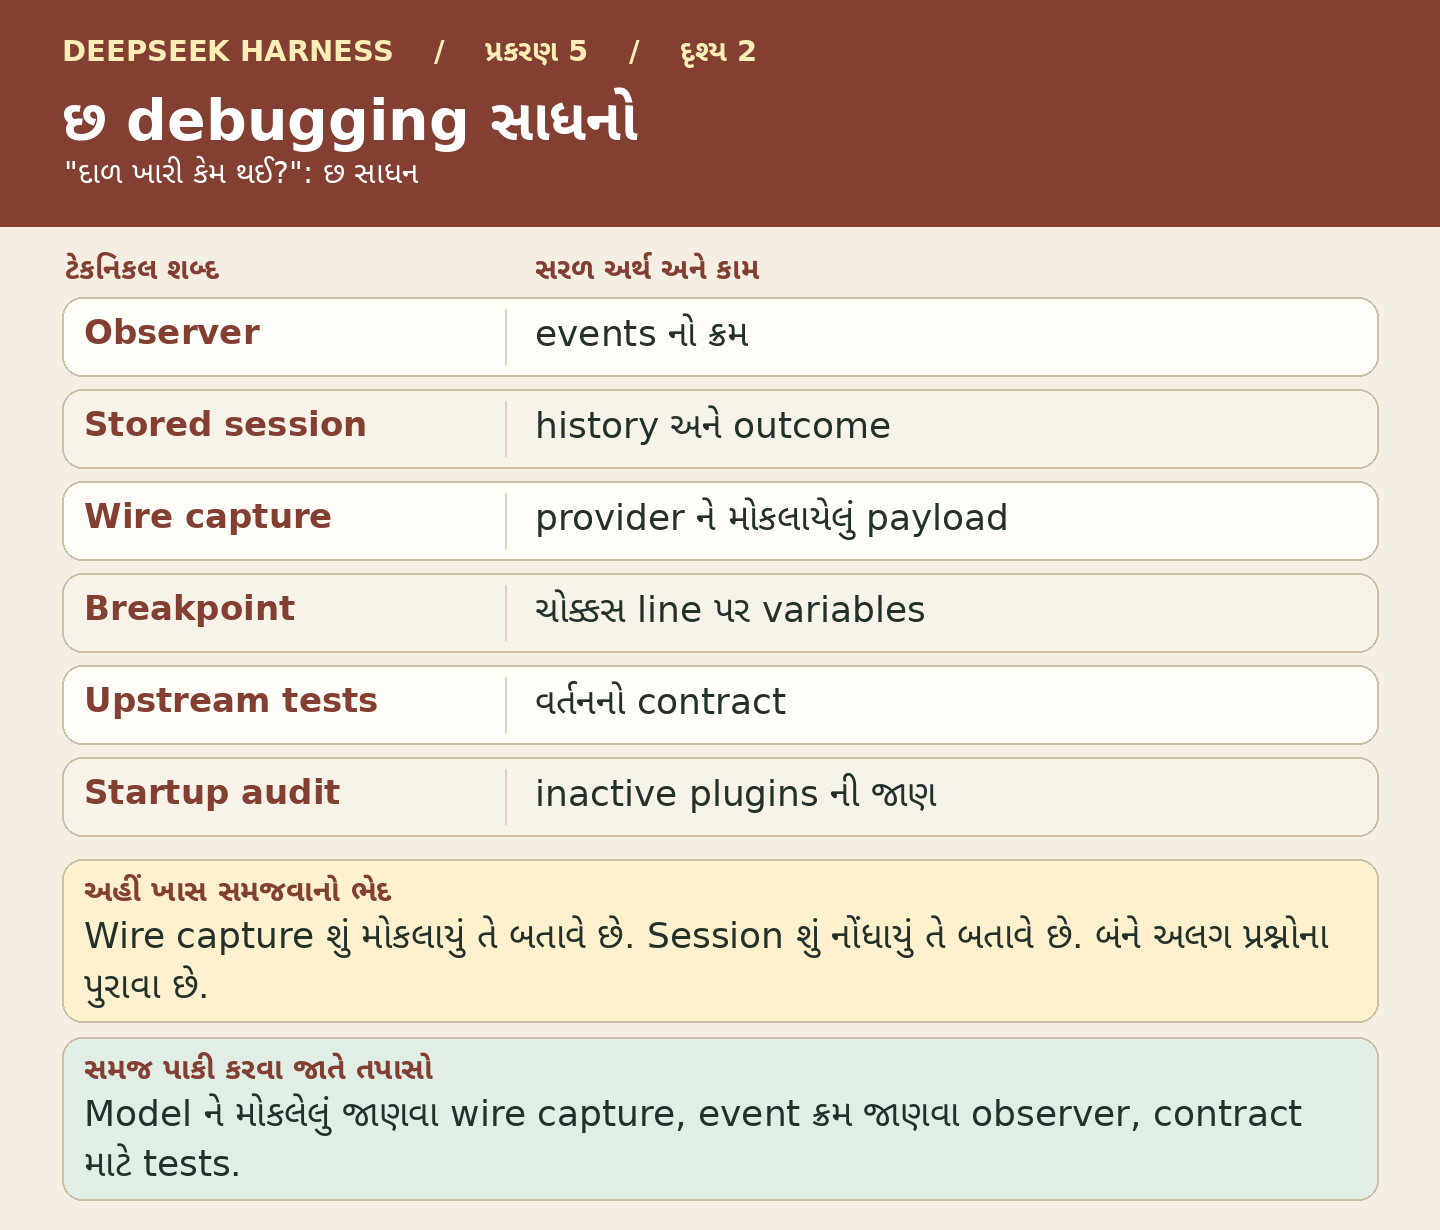 DEEPSEEK HARNESS / પ્રકરણ 5 / દૃશ્ય 2
છ debugging સાધનો
"દાળ ખારી કેમ થઈ?": છ સાધન
ટેકનિકલ શબ્દ સરળ અર્થ અને કામ
Observer events નો ક્રમ
Stored session history અને outcome
Wire capture provider ને મોકલાયેલું payload
Breakpoint ચોક્કસ line પર variables
Upstream tests વર્તનનો contract
Startup audit inactive plugins ની જાણ
અહીં ખાસ સમજવાનો ભેદ
Wire capture શું મોકલાયું તે બતાવે છે. Session શું નોંધાયું તે બતાવે છે. બંને અલગ પ્રશ્નોના
પુરાવા છે.
સમજ પાકી કરવા જાતે તપાસો
Model ને મોકલેલું જાણવા wire capture, event ક્રમ જાણવા observer, contract
માટે tests.